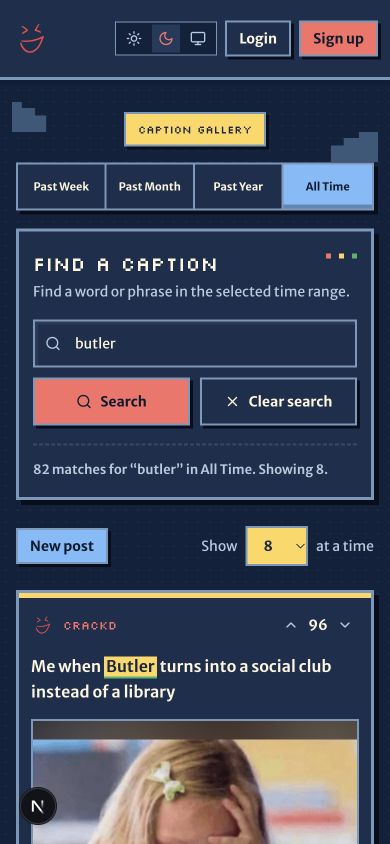 Login
Sign up
CAPTION GALLERY
Past Week
Past Month
Past Year
All Time
FIND A CAPTION
Find a word or phrase in the selected time range.
butler
Search
Clear search
82 matches for “butler” in All Time. Showing 8.
New post
Show
8
at a time
CRACKD
96
Me when Butler turns into a social club
instead of a library
N